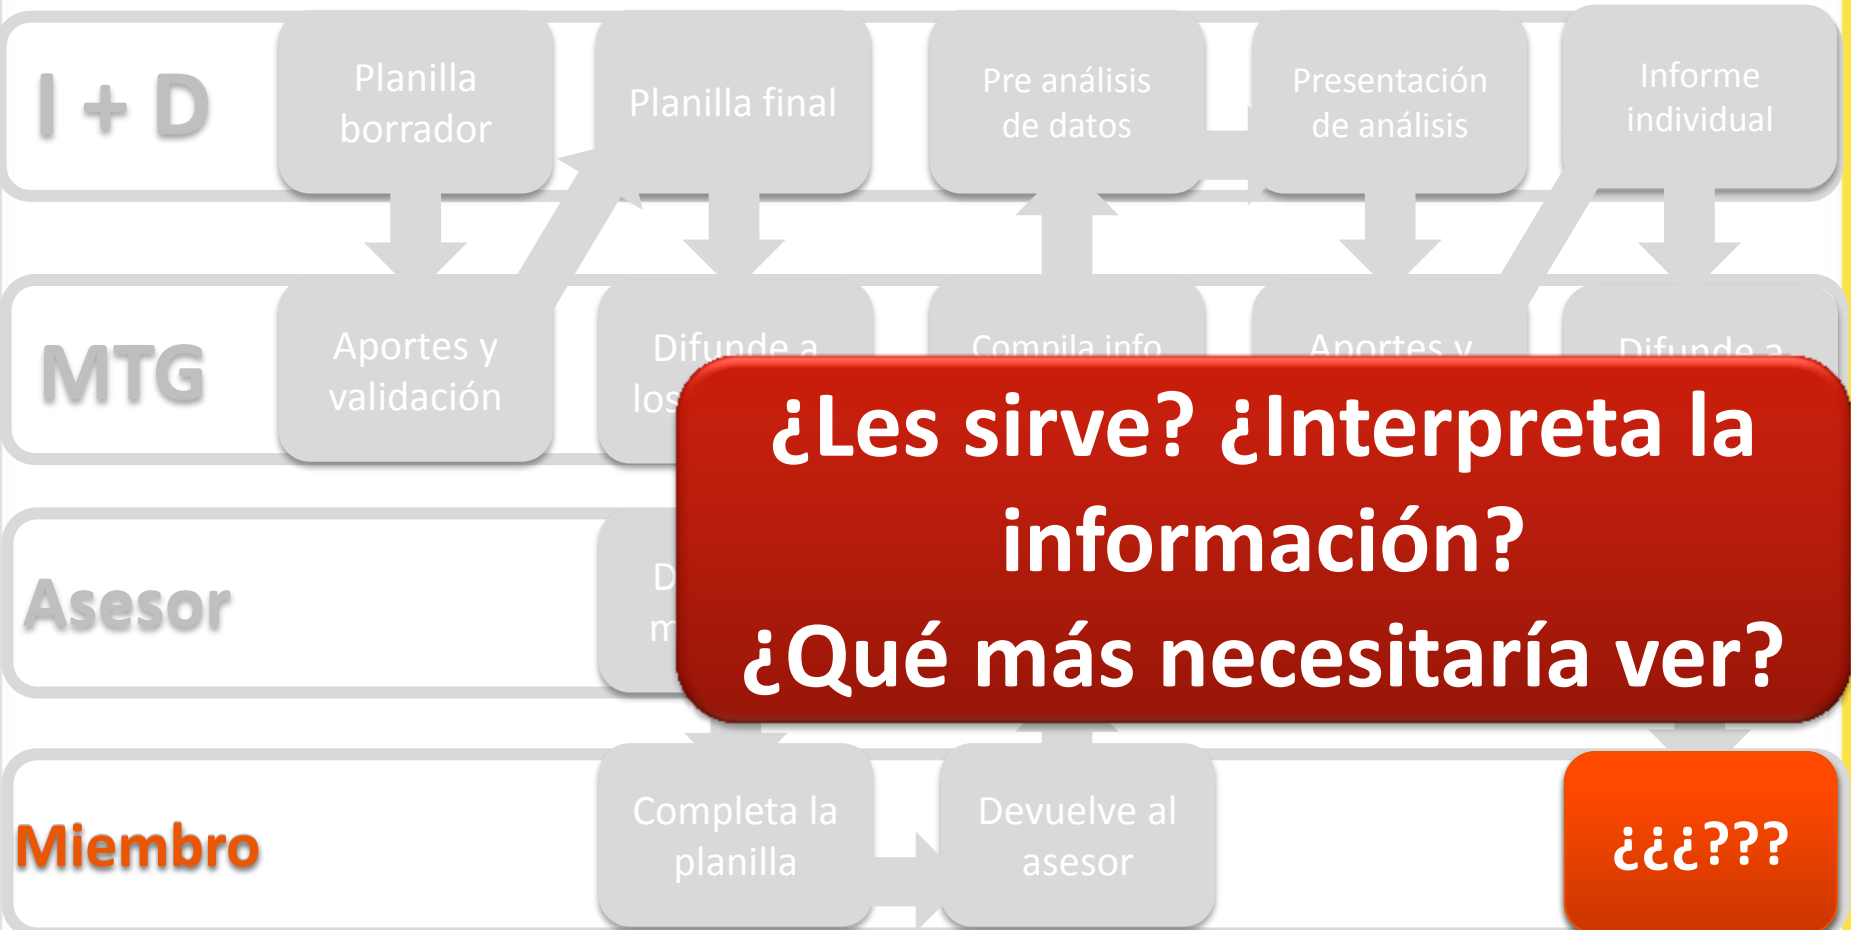 I + D
Planilla
borrador
Planilla final
Pre análisis
de datos
Presentación
de análisis
Informe
individual
MTG
Aportes y
validación
Difunde a
los
Compila info
Aportes y
Difunde a
¿Les sirve? ¿Interpreta la
información?
¿Qué más necesitaría ver?
Asesor
Miembro
Completa la
planilla
Devuelve al
asesor
¿¿¿???